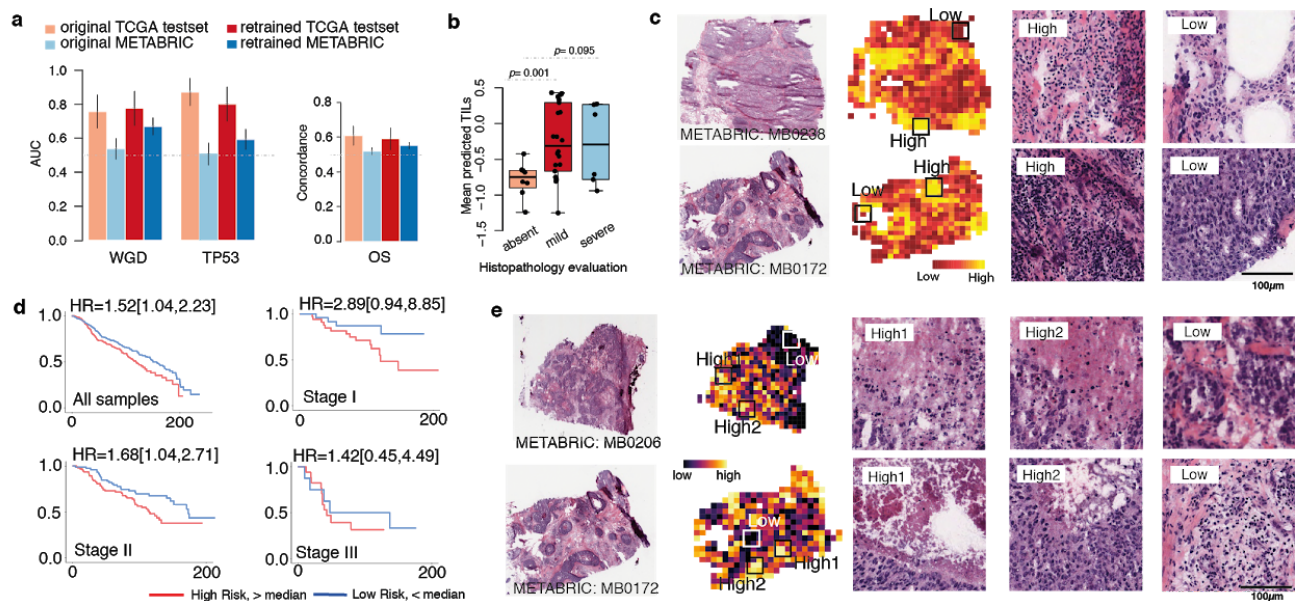 a
original TCGA testset
retrained TCGA testset
original METABRIC
retrained METABRIC
AUC
1.0
0.8
0.6
0.4
0.2
0.0
WGD
TP53
Concordance
0.8
0.6
0.4
0.2
0.0
OS
b
p= 0.095
p= 0.001
Mean predicted TILs
0.5
0.0
−0.5
−1.0
−1.5
absent
mild
severe
Histopathology evaluation
c
METABRIC: MB0238
Low
High
High
Low
METABRIC: MB0172
High
Low
Low
High
High
Low
100µm
d
HR=1.52[1.04,2.23]
1.0
0.5
0.0
All samples
0
200
HR=2.89[0.94,8.85]
1.0
0.5
0.0
Stage I
0
200
HR=1.68[1.04,2.71]
1.0
0.5
0.0
Stage II
0
200
HR=1.42[0.45,4.49]
1.0
0.5
0.0
Stage III
0
200
High Risk, > median
Low Risk, < median
e
METABRIC: MB0206
High1
Low
High2
High1
High2
Low
METABRIC: MB0172
low
high
Low
High1
High2
High1
High2
Low
100µm